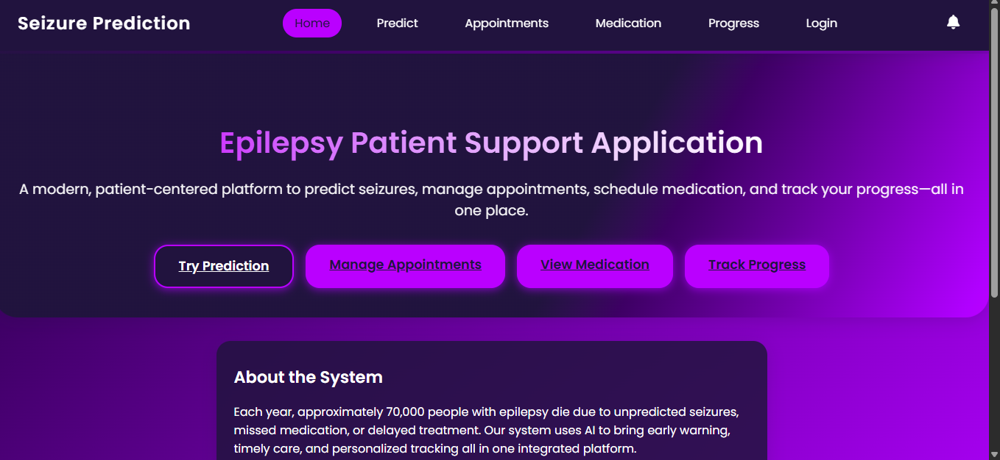 Seizure Prediction
Home
Predict
Appointments
Medication
Progress
Login
Epilepsy Patient Support Application
A modern, patient-centered platform to predict seizures, manage appointments, schedule medication, and track your progress—all in
one place.
Try Prediction
Manage Appointments
View Medication
Track Progress
About the System
Each year, approximately 70,000 people with epilepsy die due to unpredicted seizures,
missed medication, or delayed treatment. Our system uses AI to bring early warning,
timely care, and personalized tracking all in one integrated platform.